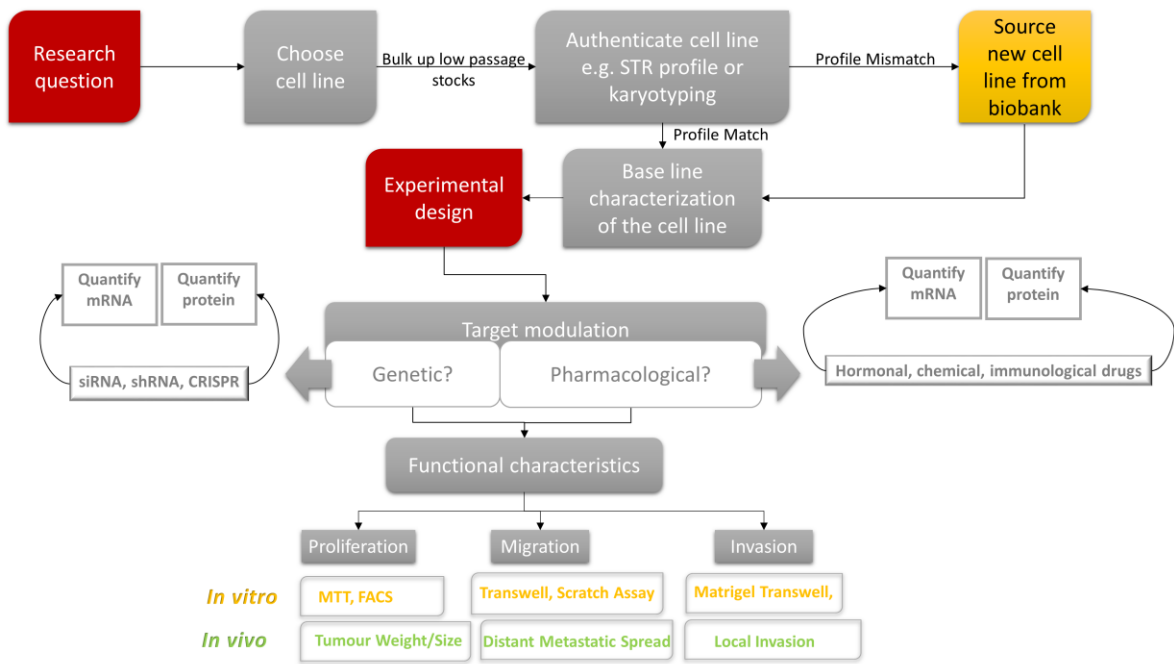 Research
question
Choose
cell line
Bulk up low passage
stocks
Authenticate cell line
e.g. STR profile or
karyotyping
Profile Mismatch
Source
new cell
line from
biobank
Profile Match
Experimental
design
Base line
characterization
of the cell line
Quantify
mRNA
Quantify
protein
siRNA, shRNA, CRISPR
Target modulation
Genetic?
Pharmacological?
Quantify
mRNA
Quantify
protein
Hormonal, chemical, immunological drugs
Functional characteristics
Proliferation
Migration
Invasion
In vitro
MTT, FACS
Transwell, Scratch Assay
Matrigel Transwell,
In vivo
Tumour Weight/Size
Distant Metastatic Spread
Local Invasion